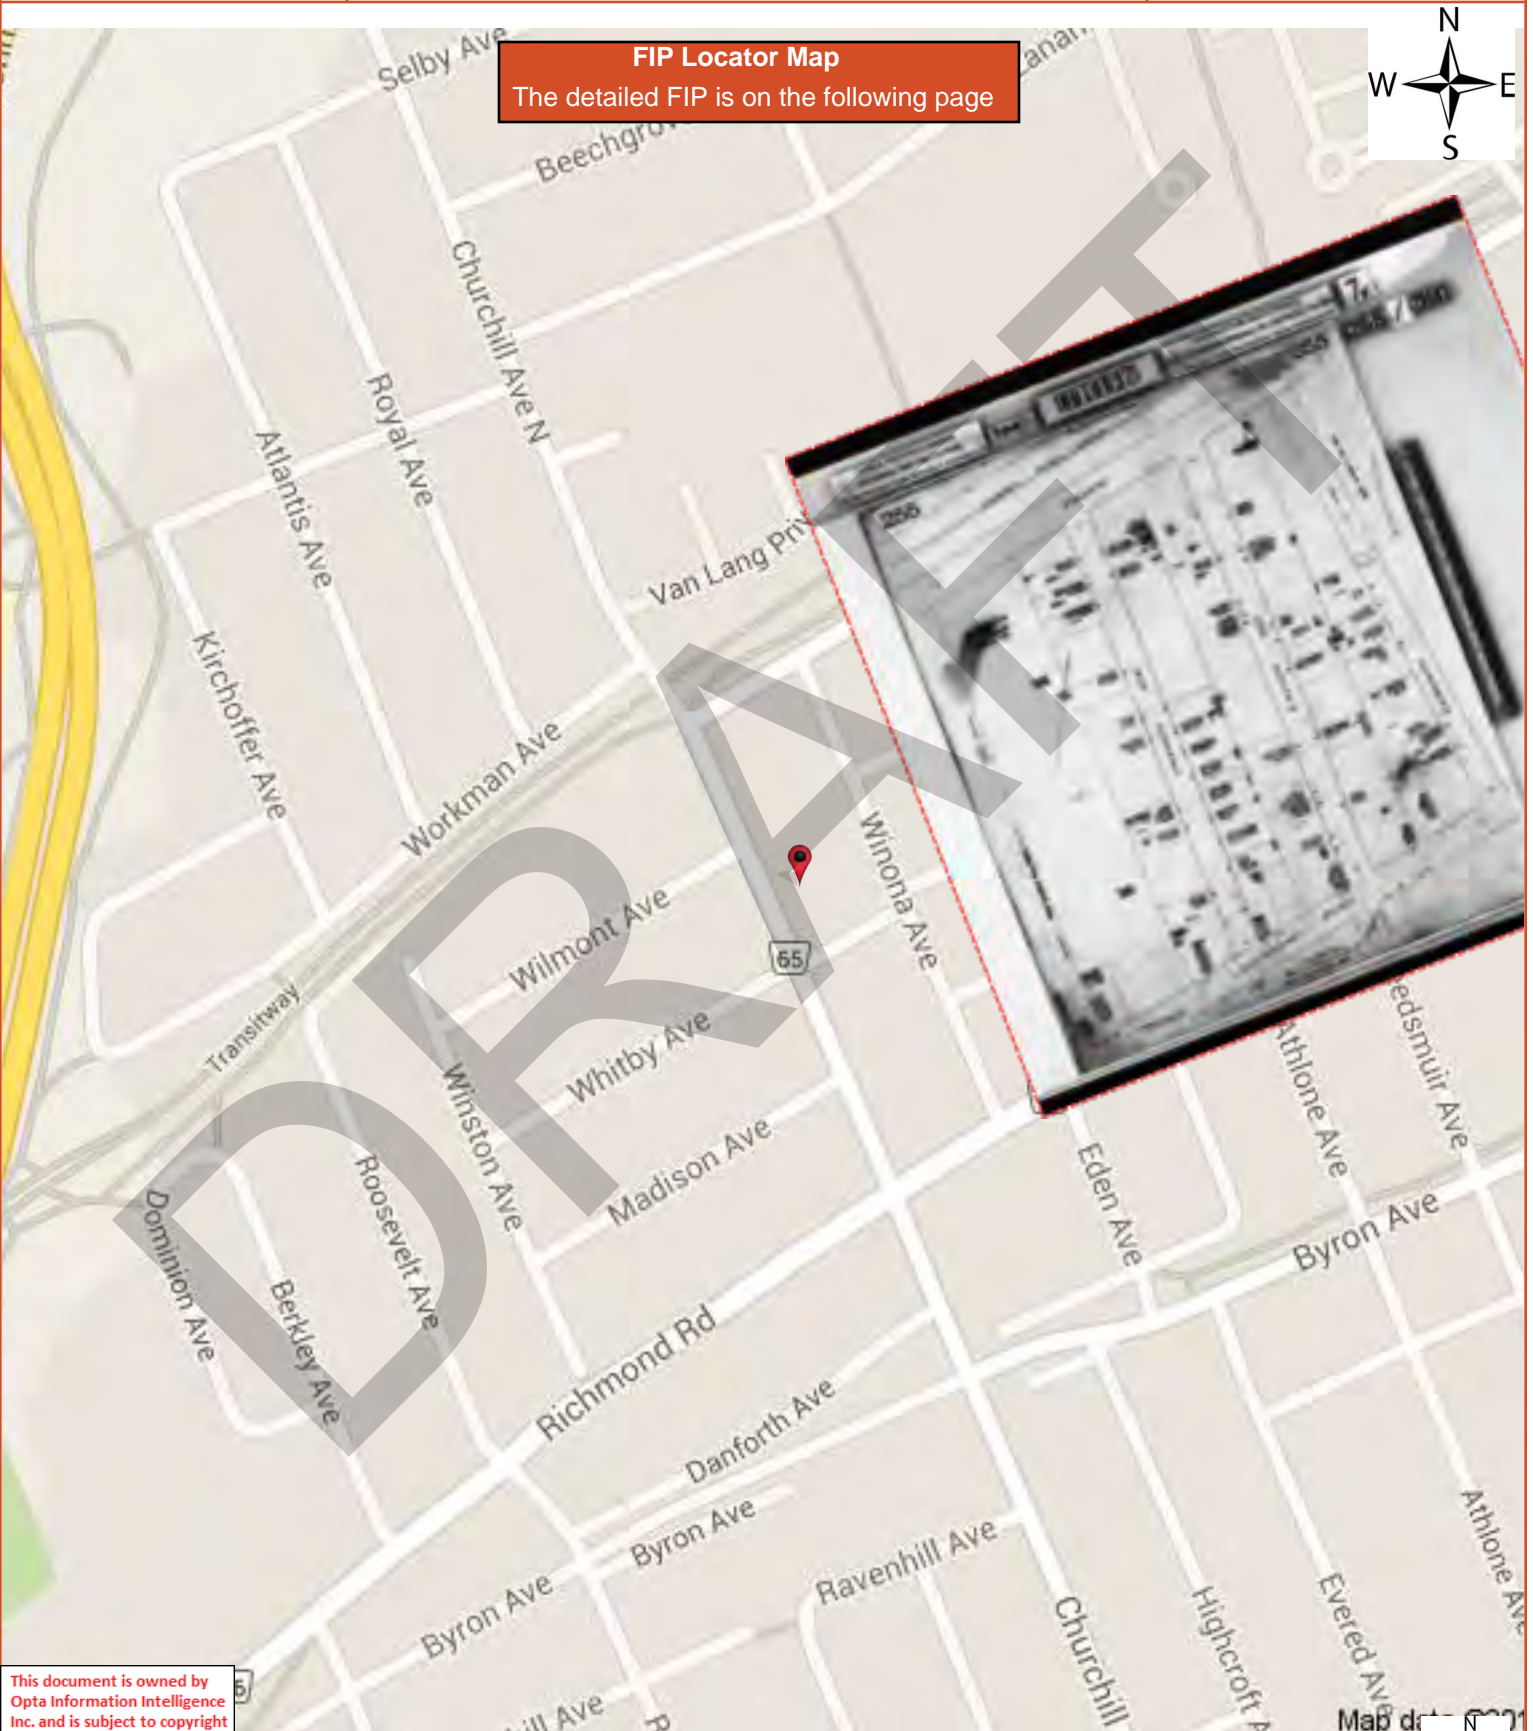 N
W E
S
FIP Locator Map
The detailed FIP is on the following page
Selby Ave
Churchill Ave N
Royal Ave
Atlantis Ave
Van Lang
Kirchoffer Ave
Workman Ave
Winona Ave
Wilmont Ave
65
Transitway
Whitby Ave
Winston Ave
Madison Ave
Roosevelt Ave
Dominion Ave
Berkley Ave
Eden Ave
Athlone Ave
Byron Ave
Richmond Rd
Danforth Ave
Byron Ave
Byron Ave
Ravenhill Ave
Churchill
Highcroft
Evered Ave
Athlone
Map
N
DRAFT
255
This document is owned by
Opta Information Intelligence
Inc. and is subject to copyright